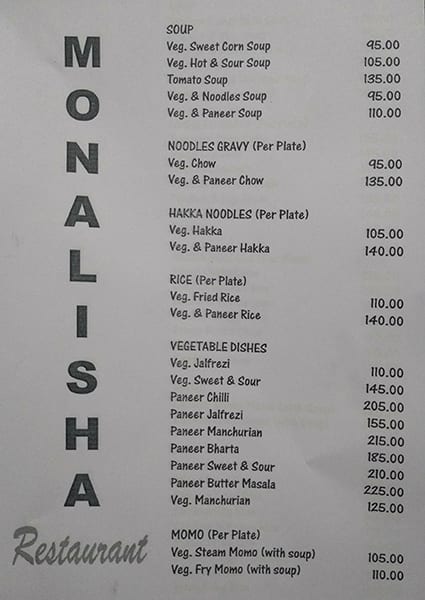 MONALISHA
Restaurant
SOUP
Veg. Sweet Corn Soup 95.00
Veg. Hot & Sour Soup 105.00
Tomato Soup 135.00
Veg. & Noodles Soup 95.00
Veg. & Paneer Soup 110.00
NOODLES GRAVY (Per Plate)
Veg. Chow 95.00
Veg. & Paneer Chow 135.00
HAKKA NOODLES (Per Plate)
Veg. Hakka 105.00
Veg. & Paneer Hakka 140.00
RICE (Per Plate)
Veg. Fried Rice 110.00
Veg. & Paneer Rice 140.00
VEGETABLE DISHES
Veg. Jalfrezi 110.00
Veg. Sweet & Sour 145.00
Paneer Chilli 205.00
Paneer Jalfrezi 155.00
Paneer Manchurian 215.00
Paneer Bharta 185.00
Paneer Sweet & Sour 210.00
Paneer Butter Masala 225.00
Veg. Manchurian 125.00
MOMO (Per Plate)
Veg. Steam Momo (with soup) 105.00
Veg. Fry Momo (with soup) 110.00